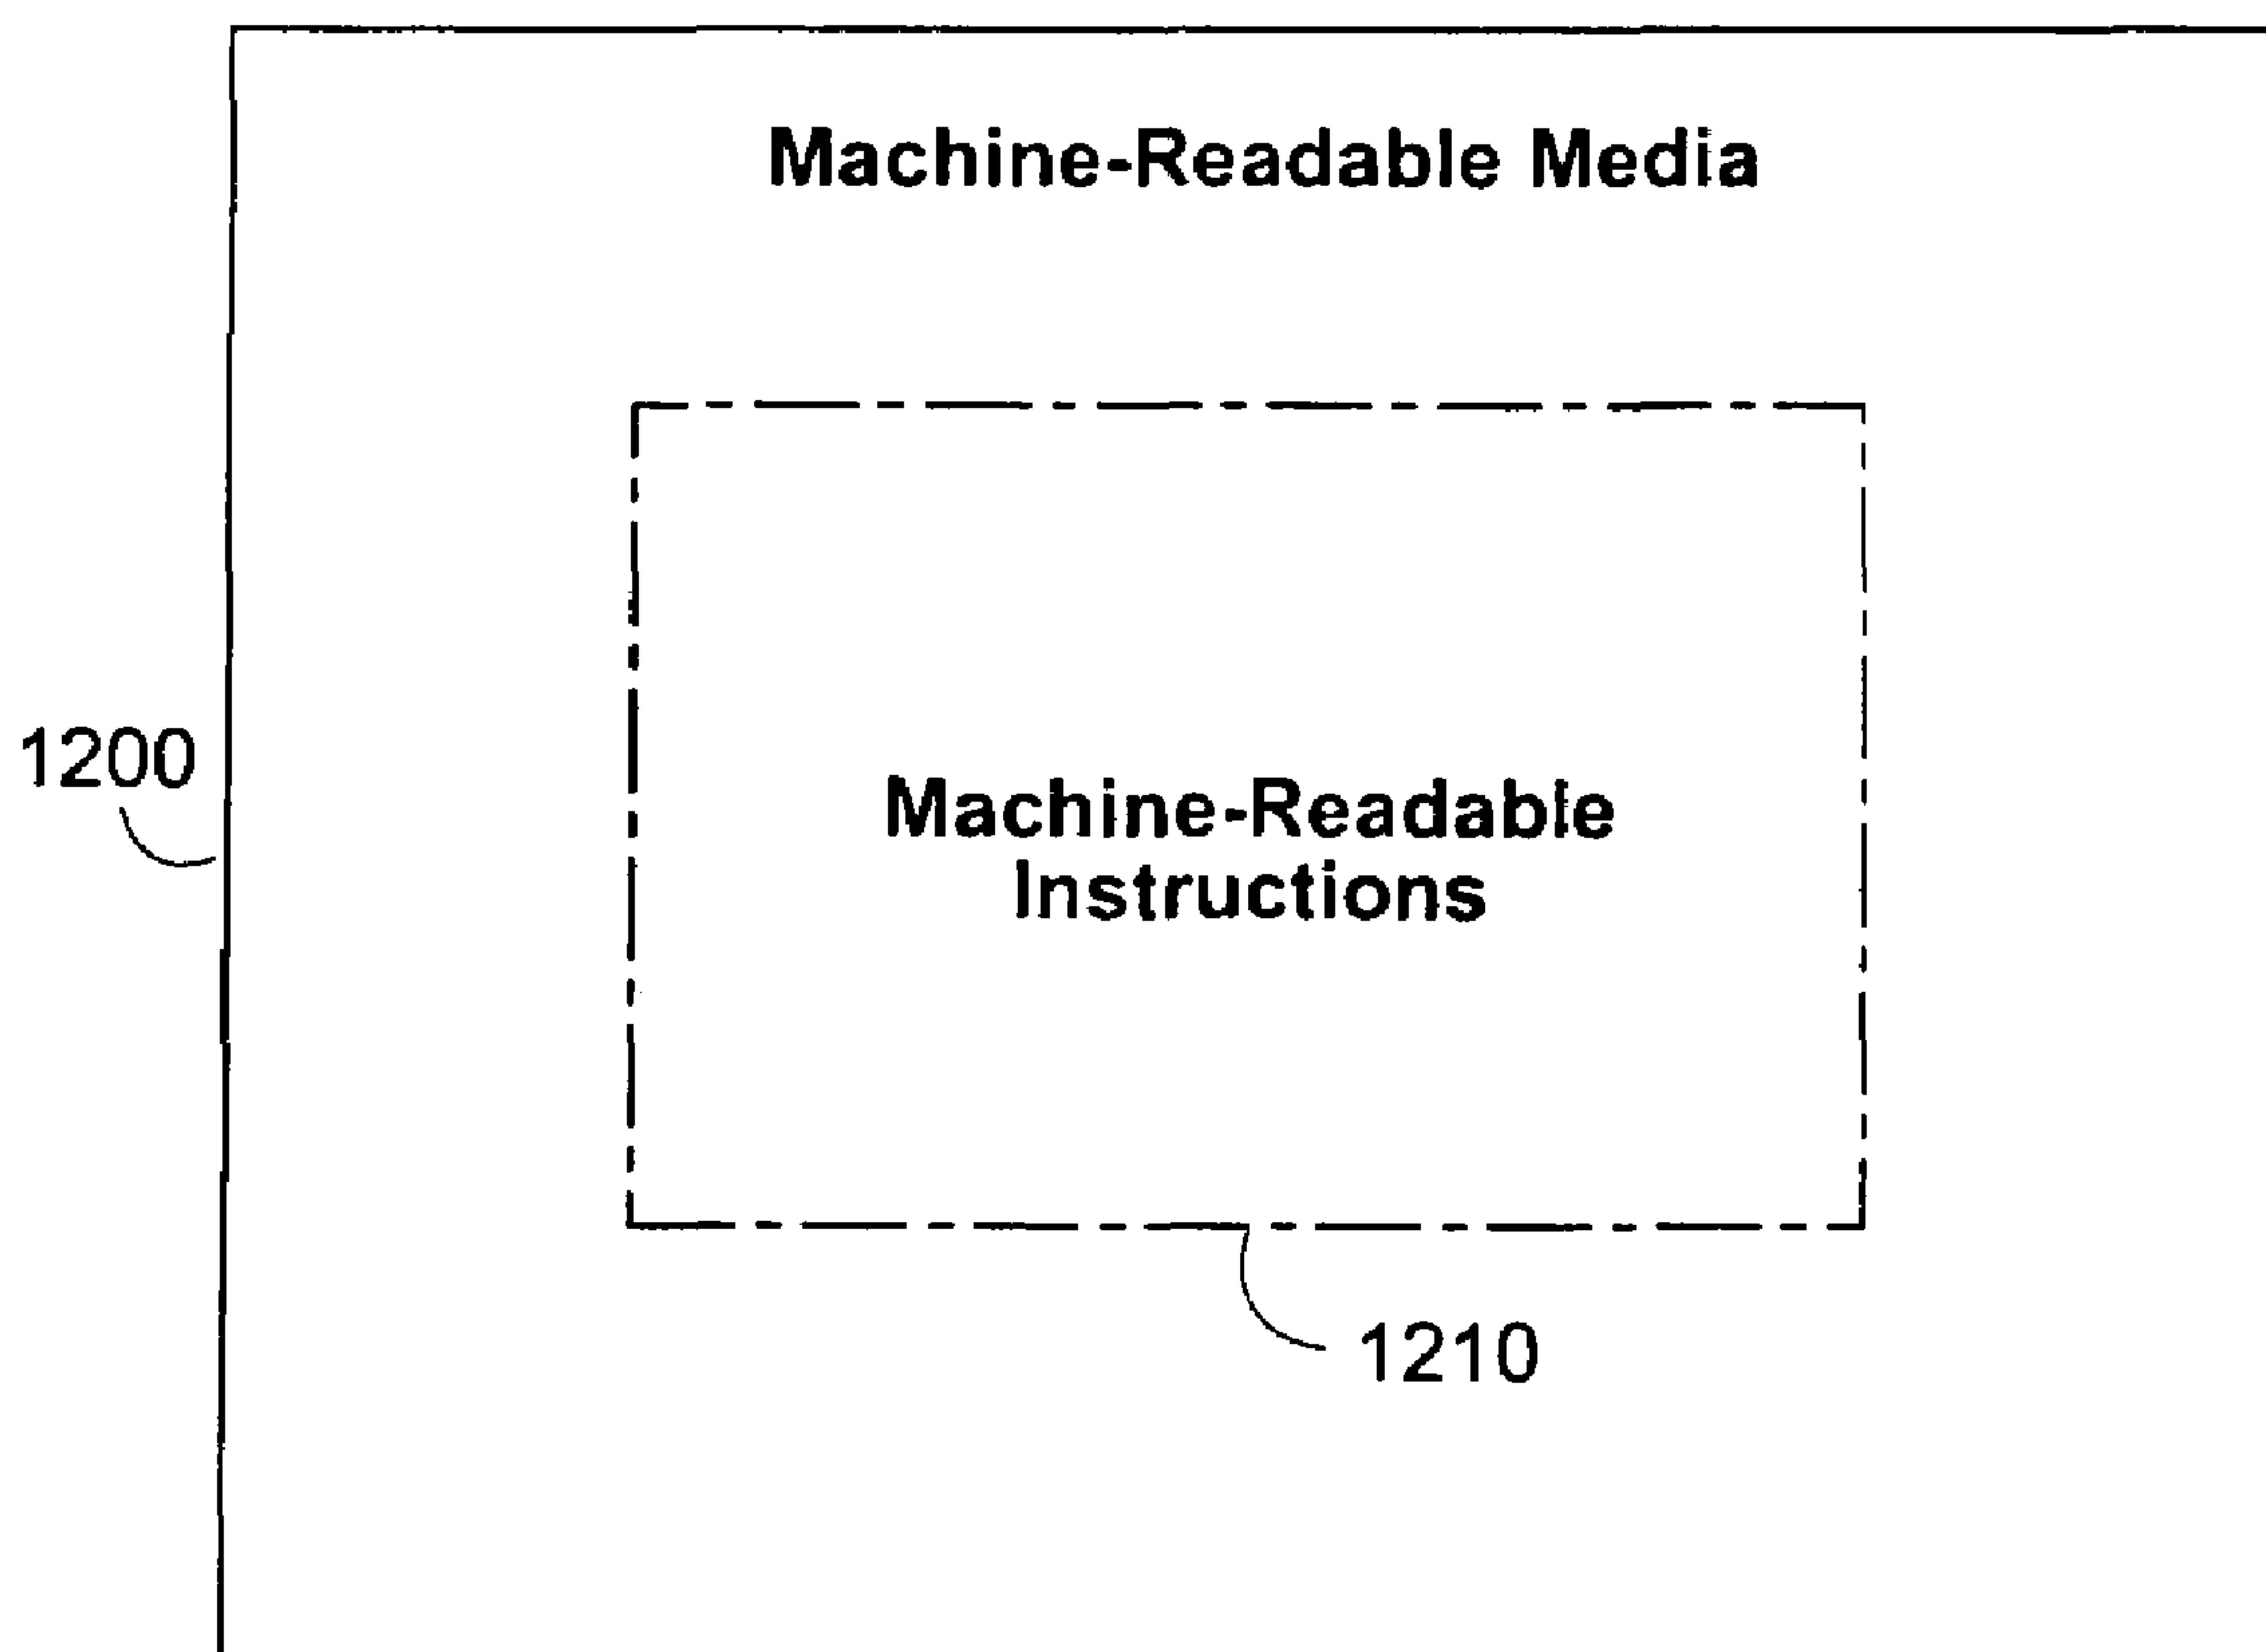 Machine-Readable Media
1200
Machine-Readable
Instructions
1210